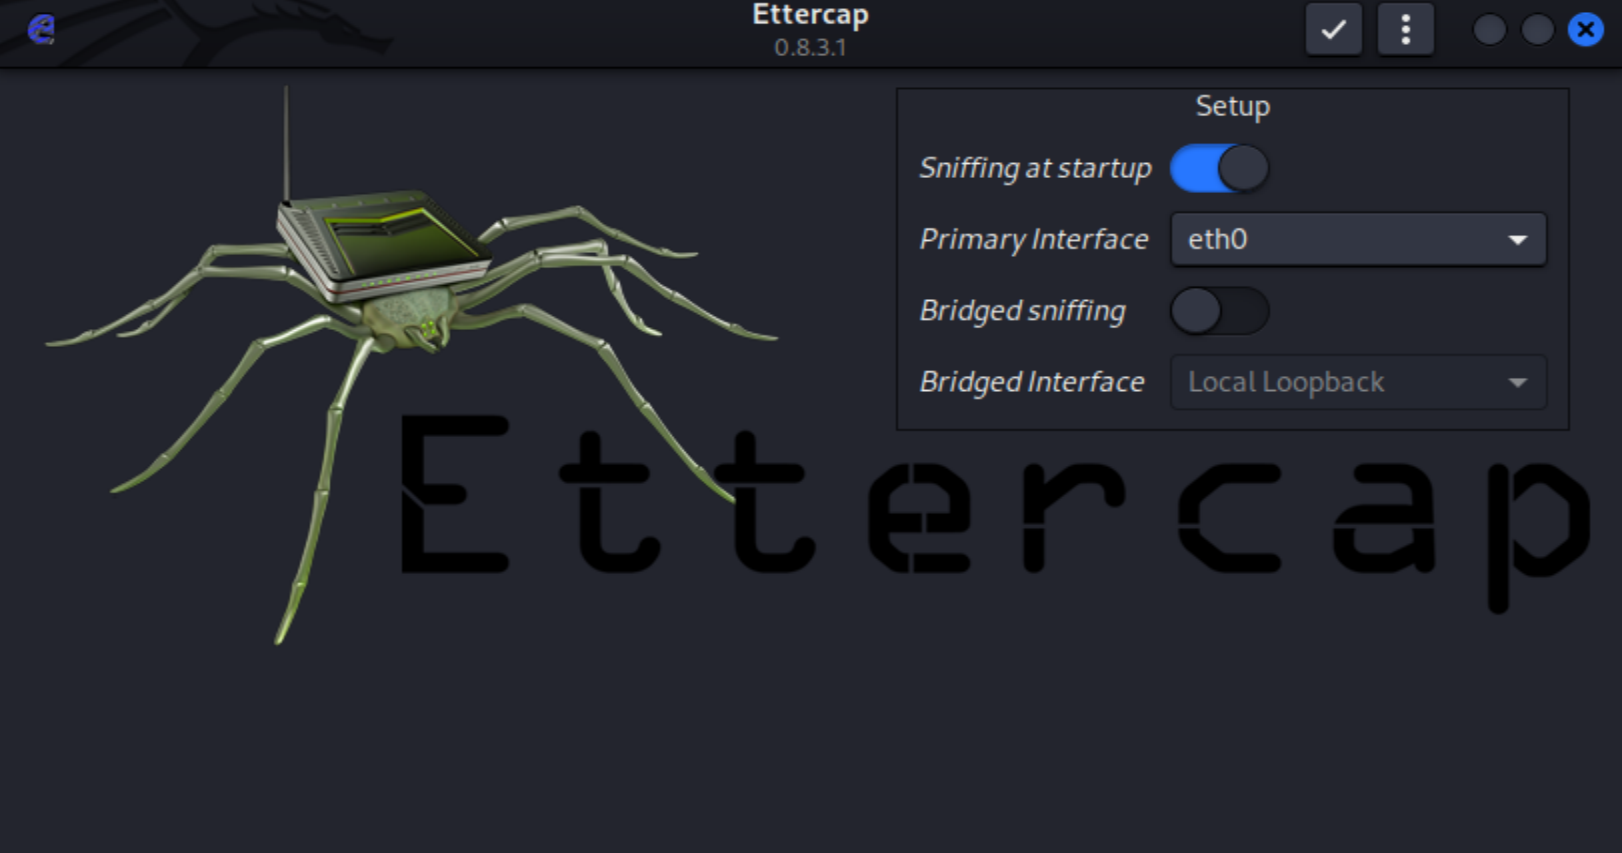 Ettercap
0.8.3.1
Setup
Sniffing at startup
Primary Interface eth0
Bridged sniffing
Bridged Interface Local Loopback
Ettercap